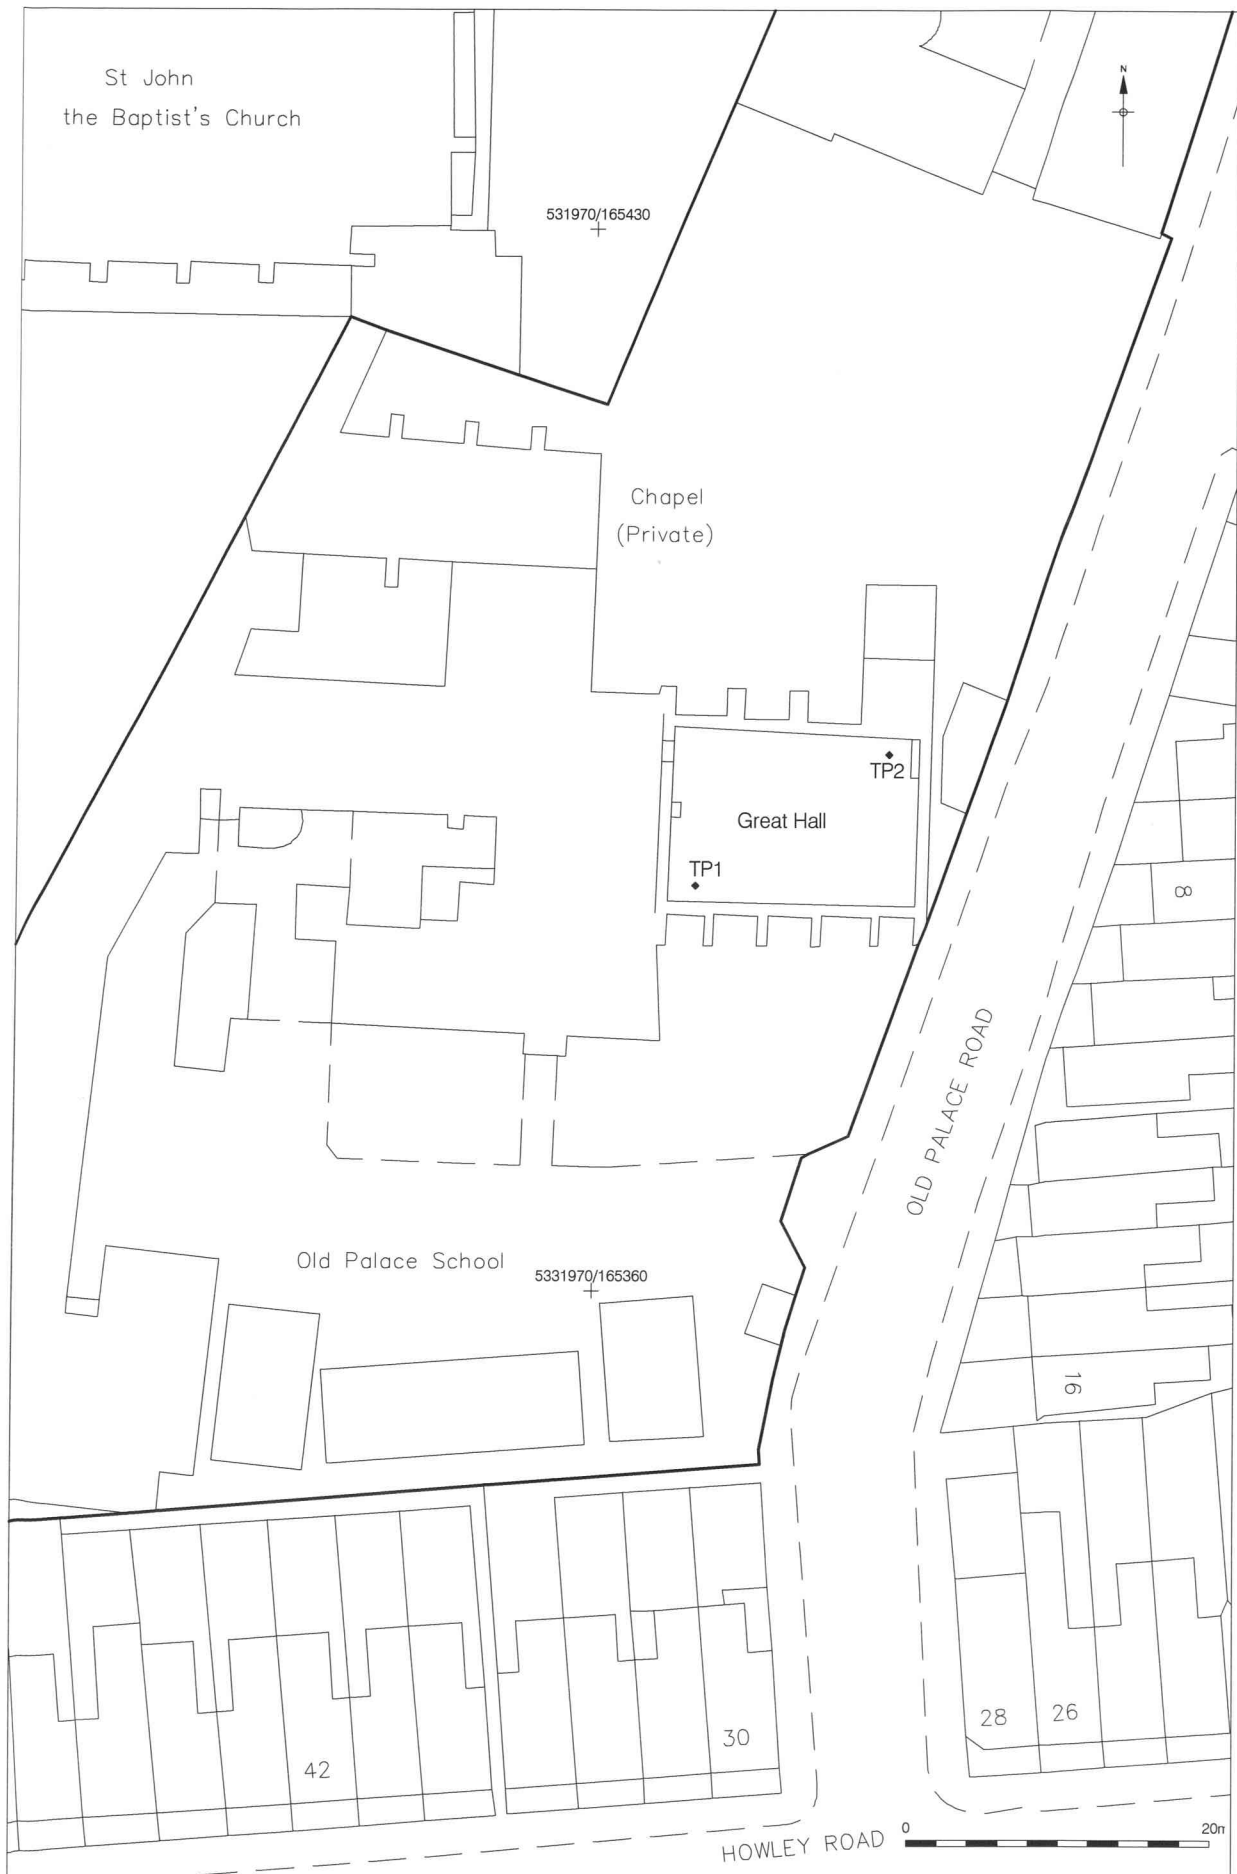 St John
the Baptist's Church
N
531970/165430
Chapel
(Private)
TP2
Great Hall
TP1
8
OLD PALACE ROAD
Old Palace School
5331970/165360
16
28
26
30
42
HOWLEY ROAD
0
20m